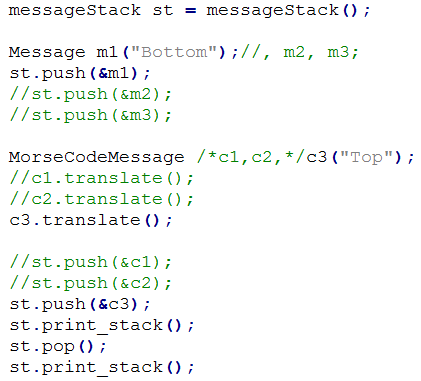 messageStack st = messageStack();
Message m1("Bottom");//, m2, m3;
st.push(&m1);
//st.push(&m2);
//st.push(&m3);
MorseCodeMessage /*c1,c2,*/c3("Top");
//c1.translate();
//c2.translate();
c3.translate();
//st.push(&c1);
//st.push(&c2);
st.push(&c3);
st.print_stack();
st.pop();
st.print_stack();